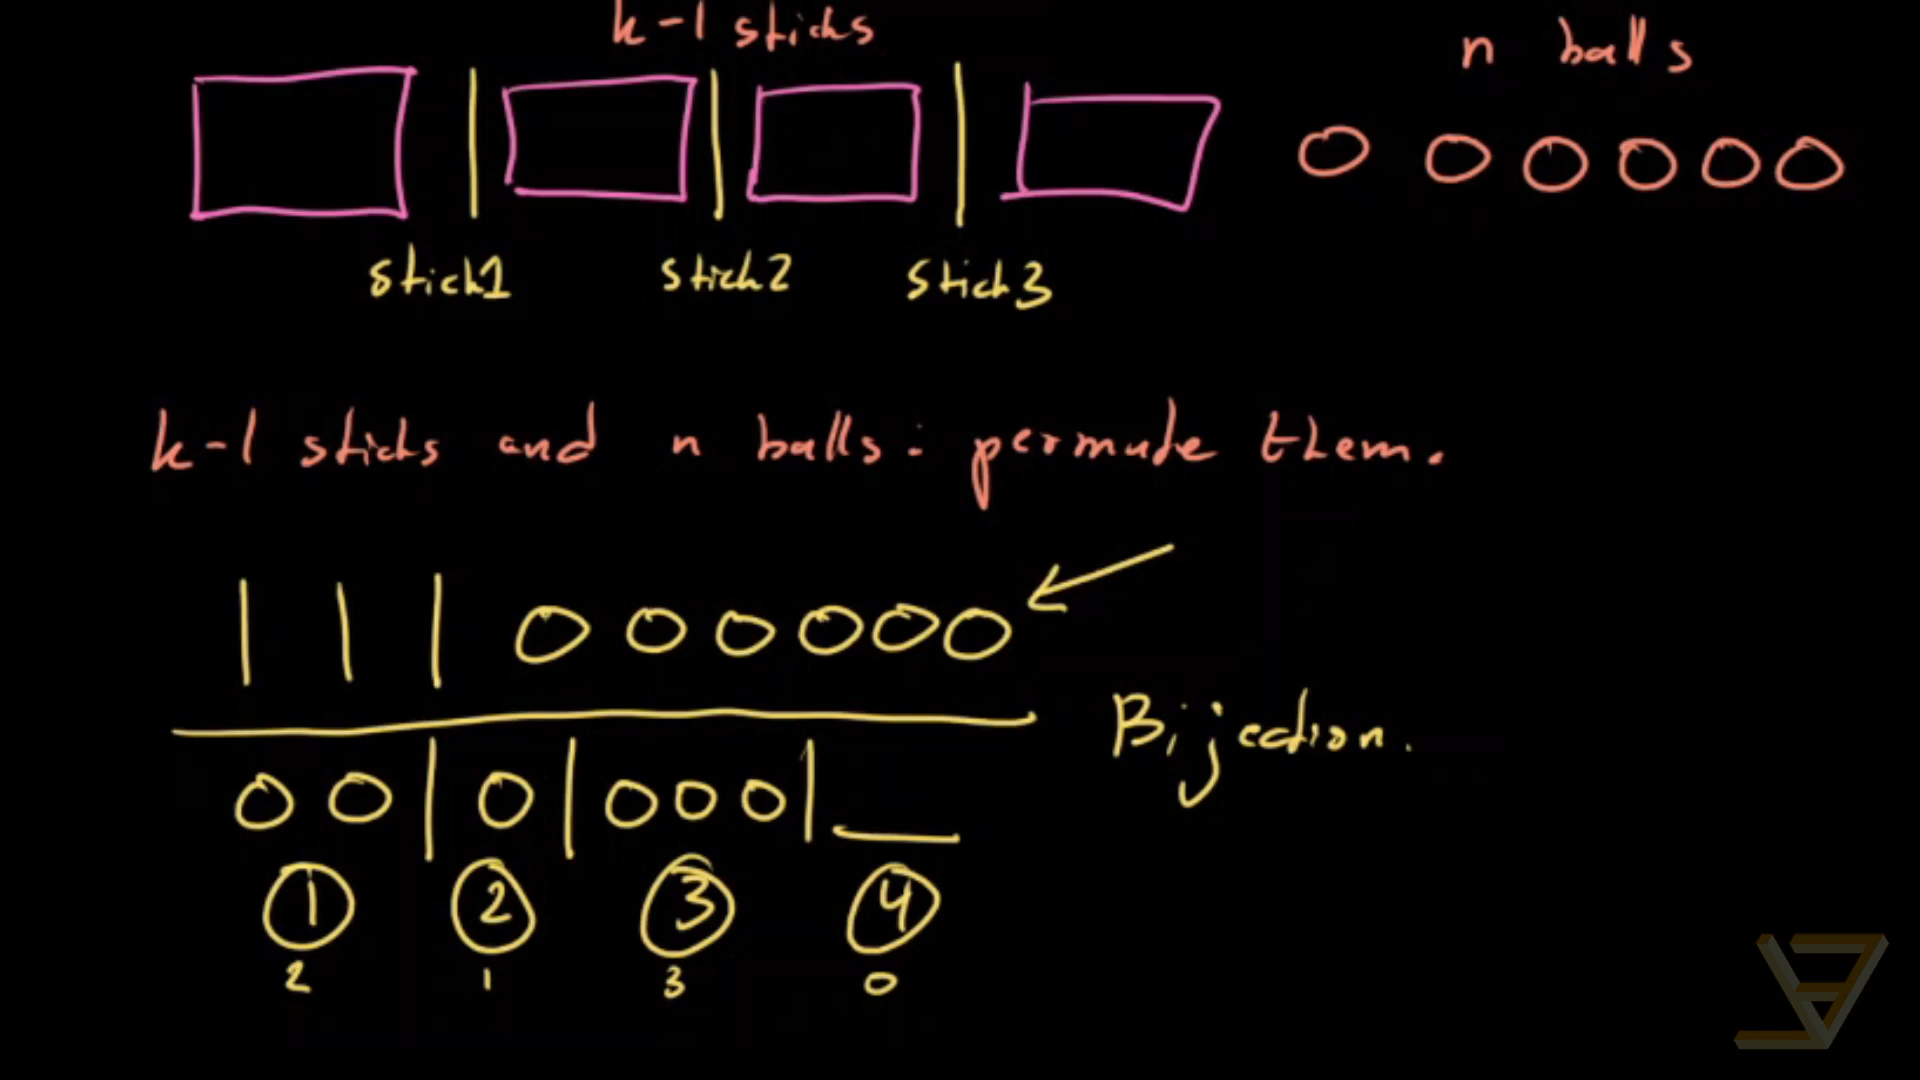 k-1 sticks
n balls
stick1 stick2 stick3
k-1 sticks and n balls: permute them.
| | | O O O O O O
Bijection.
O O | O | O O O | __
1 2 3 4
2 1 3 0